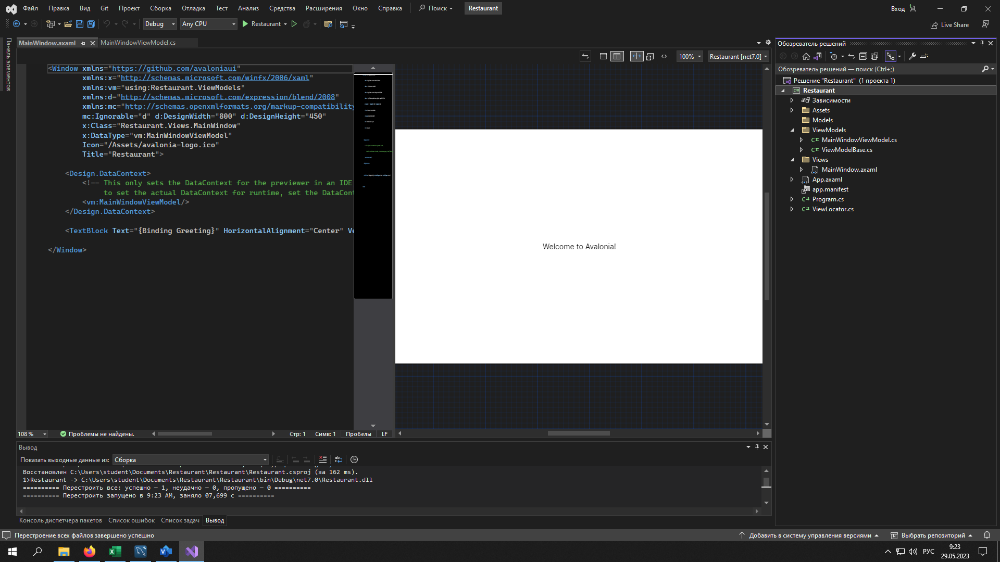 Файл Правка Вид Git Проект Сборка Отладка Тест Анализ Средства Расширения Окно Справка Поиск Restaurant Вход
Debug Any CPU Restaurant Live Share
Панель элементов
MainWindow.axaml MainWindowViewModel.cs
100% Restaurant [net7.0]
<Window xmlns="https://github.com/avaloniaui"
xmlns:x="http://schemas.microsoft.com/winfx/2006/xaml"
xmlns:vm="using:Restaurant.ViewModels"
xmlns:d="http://schemas.microsoft.com/expression/blend/2008"
xmlns:mc="http://schemas.openxmlformats.org/markup-compatibility
mc:Ignorable="d" d:DesignWidth="800" d:DesignHeight="450"
x:Class="Restaurant.Views.MainWindow"
x:DataType="vm:MainWindowViewModel"
Icon="/Assets/avalonia-logo.ico"
Title="Restaurant">
<Design.DataContext>
<!-- This only sets the DataContext for the previewer in an IDE
to set the actual DataContext for runtime, set the DataCon
<vm:MainWindowViewModel/>
</Design.DataContext>
<TextBlock Text="{Binding Greeting}" HorizontalAlignment="Center" Ve
</Window>
Welcome to Avalonia!
108 % Проблемы не найдены. Стр: 1 Симв: 1 Пробелы LF
Обозреватель решений
Обозреватель решений — поиск (Ctrl+;)
Решение "Restaurant" (1 проекта 1)
Restaurant
Зависимости
Assets
Models
ViewModels
MainWindowViewModel.cs
ViewModelBase.cs
Views
MainWindow.axaml
App.axaml
app.manifest
Program.cs
ViewLocator.cs
Вывод
Показать выходные данные из: Сборка
Восстановлен C:\Users\student\Documents\Restaurant\Restaurant\Restaurant.csproj (за 162 ms).
1>Restaurant -> C:\Users\student\Documents\Restaurant\Restaurant\bin\Debug\net7.0\Restaurant.dll
========== Перестроить все: успешно — 1, неудачно — 0, пропущено — 0 ==========
========== Перестроить запущено в 9:23 AM, заняло 07,699 с ==========
Консоль диспетчера пакетов Список ошибок Список задач Вывод
Перестроение всех файлов завершено успешно Добавить в систему управления версиями Выбрать репозиторий
РУС 9:23
29.05.2023